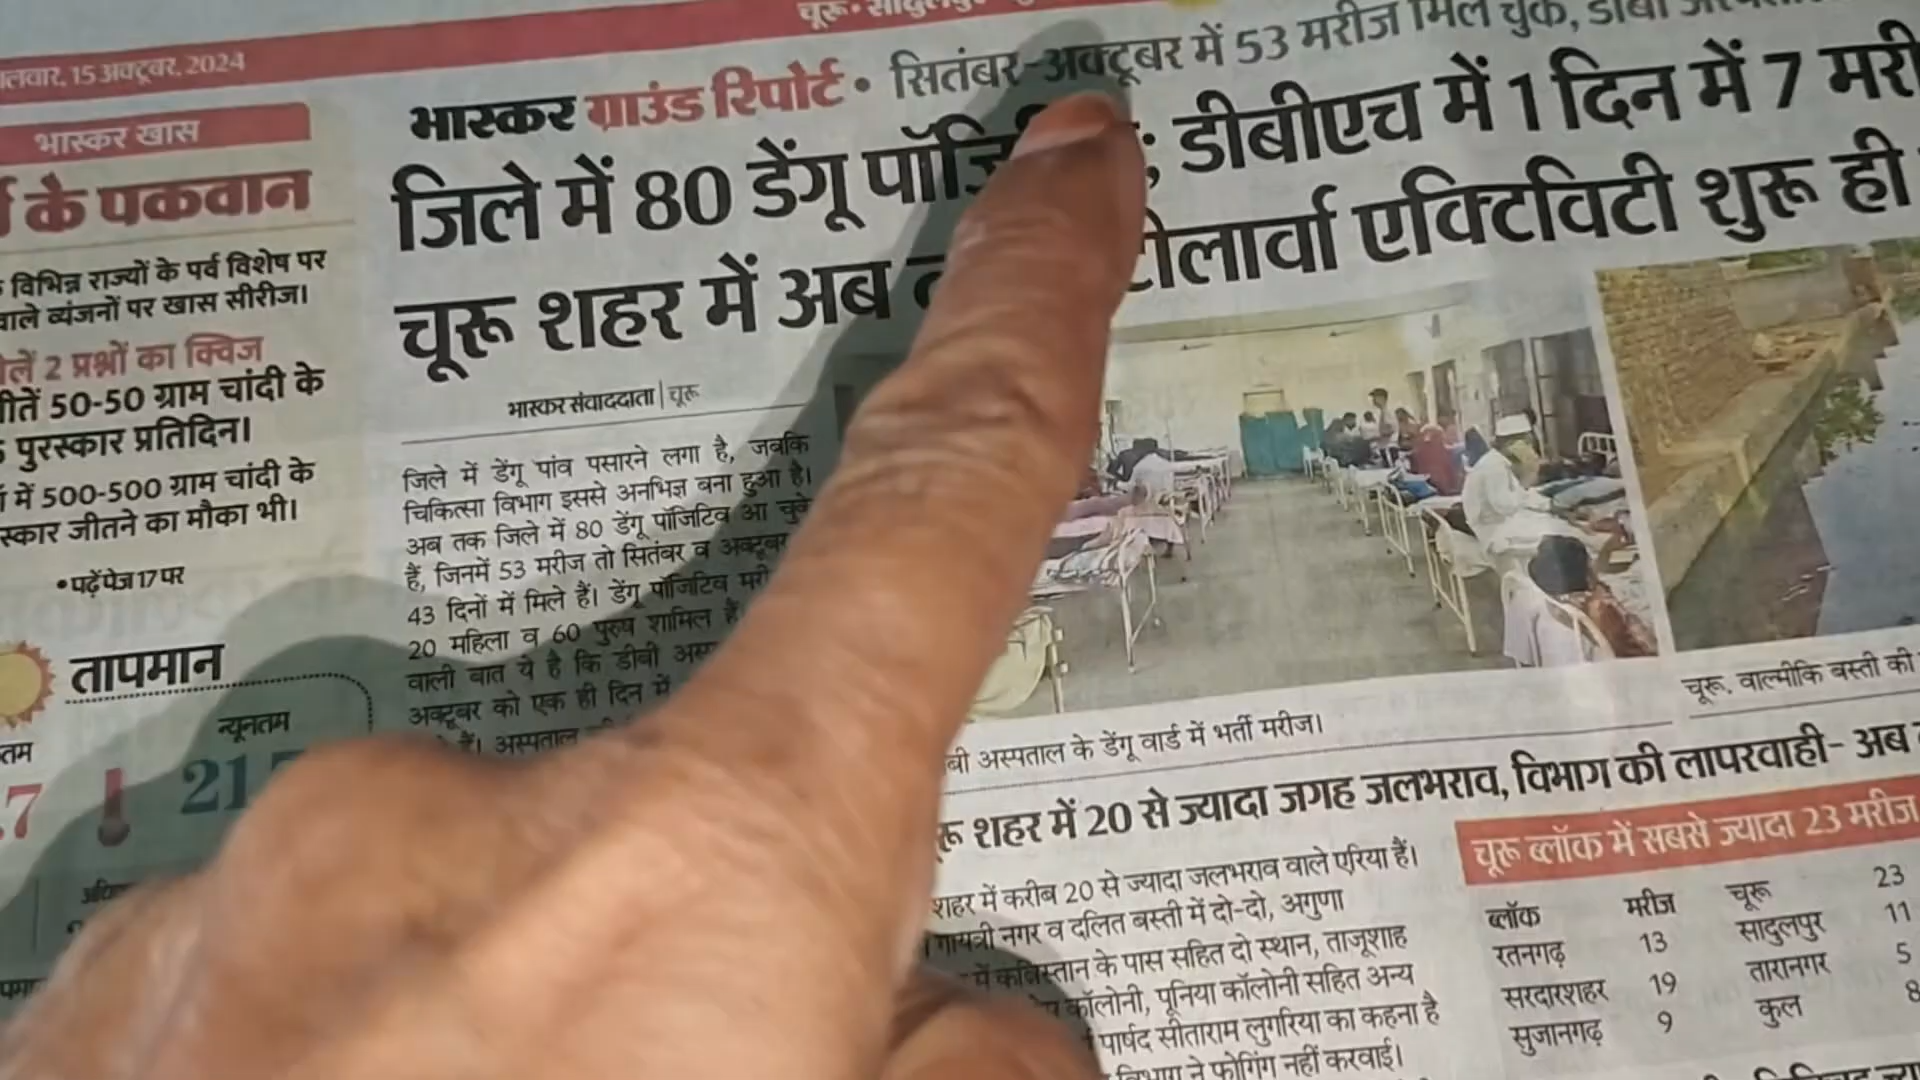 चूरू • सादुलपुर
15 अक्टूबर, 2024
भास्कर खास
के पकवान
विभिन्न राज्यों के पर्व विशेष पर
वाले व्यंजनों पर खास सीरीज।
2 प्रश्नों का क्विज
50-50 ग्राम चांदी के
पुरस्कार प्रतिदिन।
में 500-500 ग्राम चांदी के
जीतने का मौका भी।
• पढ़ें पेज 17 पर
तापमान
न्यूनतम
भास्कर ग्राउंड रिपोर्ट • सितंबर-अक्टूबर में 53 मरीज मिल चुके, डीबी
जिले में 80 डेंगू ; डीबीएच में 1 दिन में 7
चूरू शहर में अब एक्टिविटी शुरू ही
भास्कर संवाददाता | चूरू
जिले में डेंगू पांव पसारने लगा है, जबकि
चिकित्सा विभाग इससे अनभिज्ञ बना हुआ है।
अब तक जिले में 80 डेंगू पॉजिटिव आ चुके
हैं, जिनमें 53 मरीज तो सितंबर व अक्टूबर
43 दिनों में मिले हैं। डेंगू पॉजिटिव
20 महिला व 60 पुरुष शामिल हैं
वाली बात ये है कि डीबी
अक्टूबर को एक ही दिन में
हैं। अस्पताल
अस्पताल के डेंगू वार्ड में भर्ती मरीज।
चूरू. वाल्मीकि बस्ती की
शहर में 20 से ज्यादा जगह जलभराव, विभाग की लापरवाही- अब
शहर में करीब 20 से ज्यादा जलभराव वाले एरिया हैं।
गायत्री नगर व दलित बस्ती में दो-दो, अगुणा
में कब्रिस्तान के पास सहित दो स्थान, ताजूशाह
कॉलोनी, पूनिया कॉलोनी सहित अन्य
पार्षद सीताराम लुगरिया का कहना है
विभाग ने फोगिंग नहीं करवाई।
चूरू ब्लॉक में सबसे ज्यादा 23 मरीज
ब्लॉक मरीज चूरू 23
रतनगढ़ 13 सादुलपुर 11
सरदारशहर 19 तारानगर 5
सुजानगढ़ 9 कुल